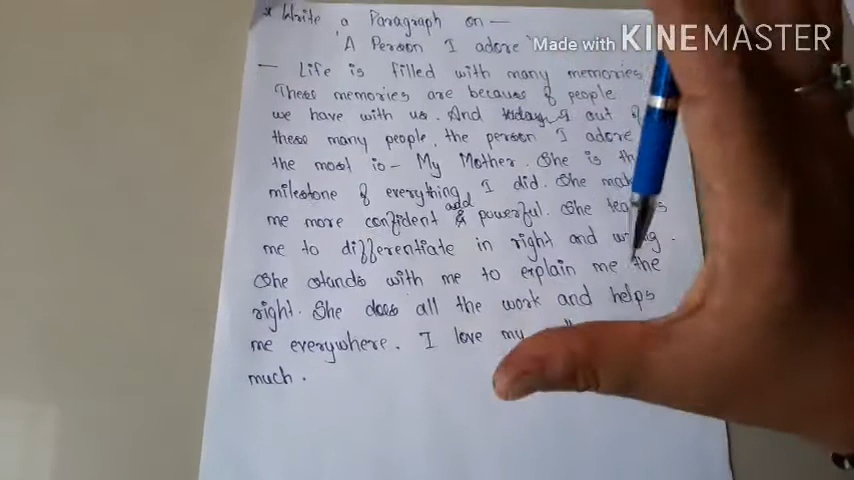 * Write a Paragraph on —
'A Person I adore'
Made with KINEMASTER
— Life is filled with many memories
These memories are because of people
we have with us. And today I out of
these many people, the person I adore
the most is - My Mother. She is the
milestone of everything I did. She
me more confident add powerful. She teaches
me to differentiate in right and wrong.
She stands with me to explain me the
right. She does all the work and helps
me everywhere. I love my
much.